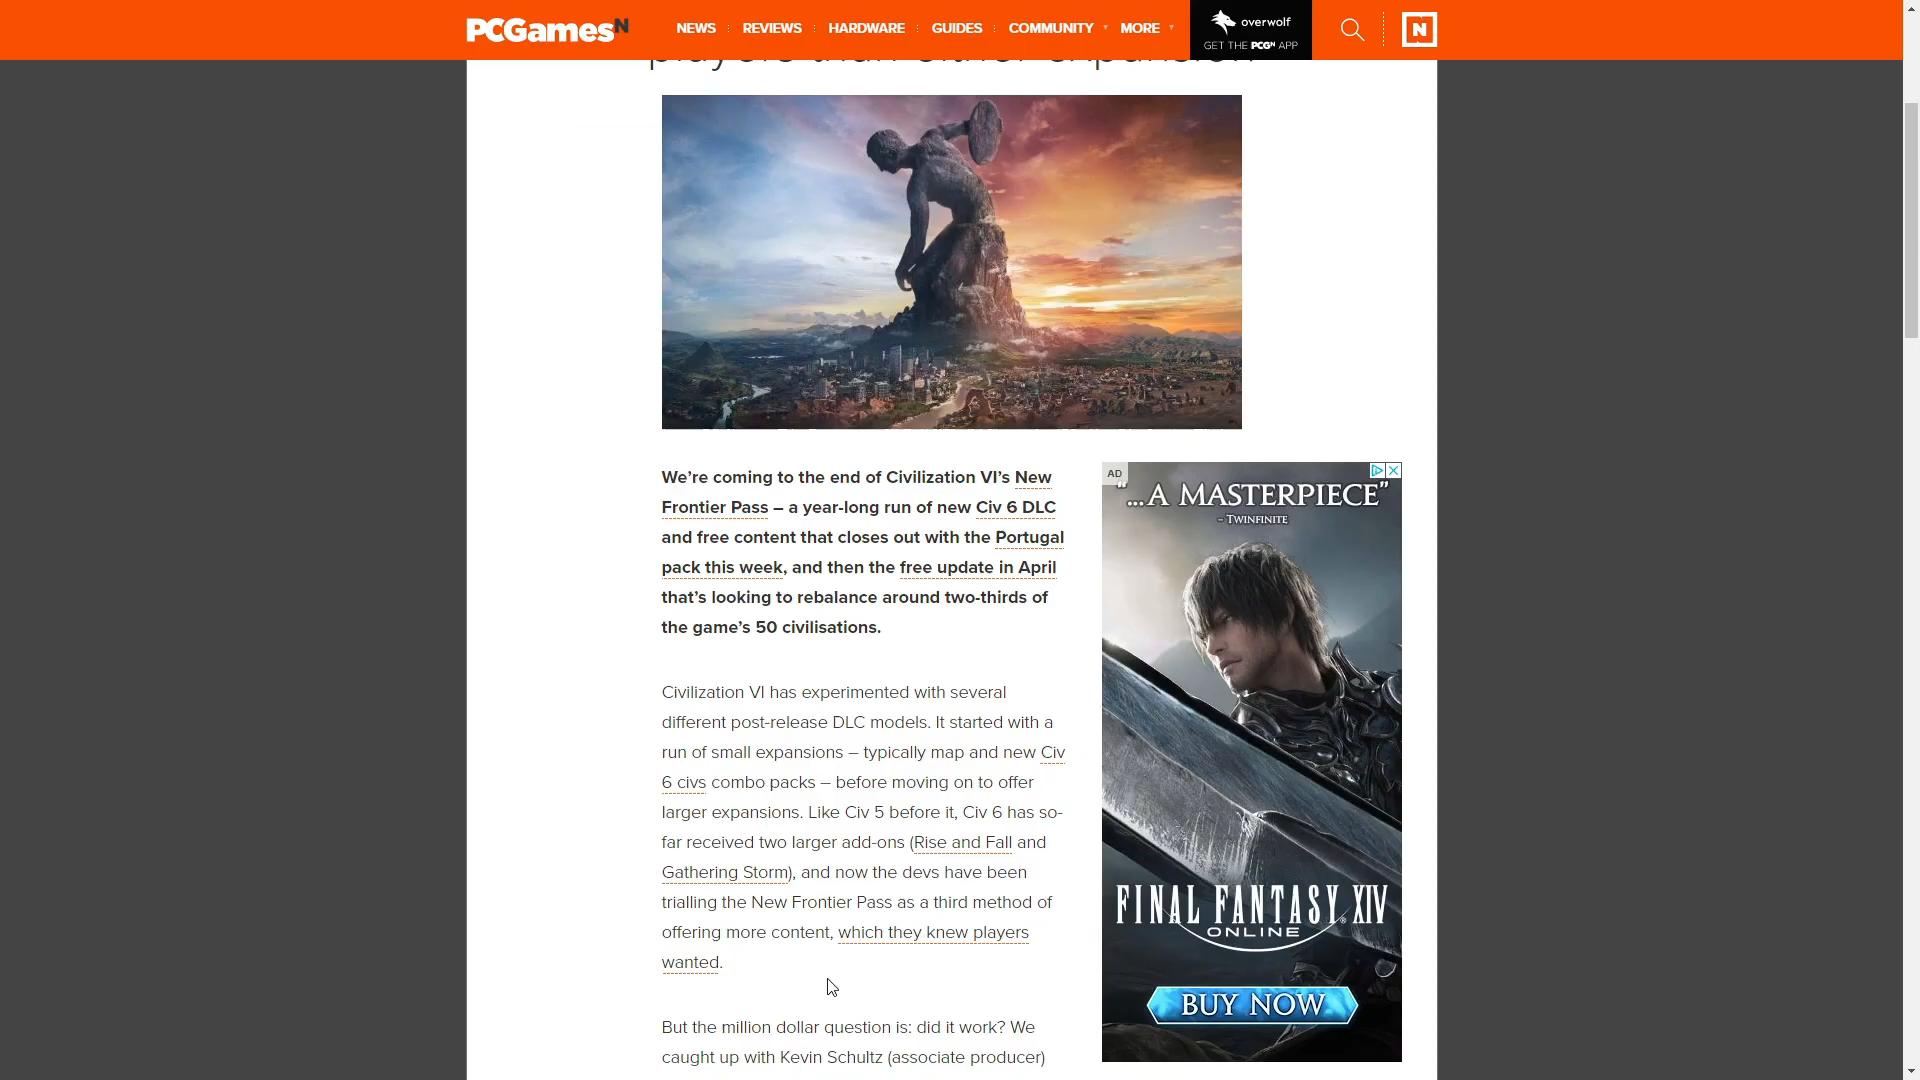 PCGamesN
NEWS
REVIEWS
HARDWARE
GUIDES
COMMUNITY
MORE
overwolf
GET THE PCGN APP
N
players than either expansion
We’re coming to the end of Civilization VI’s New
Frontier Pass – a year-long run of new Civ 6 DLC
and free content that closes out with the Portugal
pack this week, and then the free update in April
that’s looking to rebalance around two-thirds of
the game’s 50 civilisations.
Civilization VI has experimented with several
different post-release DLC models. It started with a
run of small expansions – typically map and new Civ
6 civs combo packs – before moving on to offer
larger expansions. Like Civ 5 before it, Civ 6 has so-
far received two larger add-ons (Rise and Fall and
Gathering Storm), and now the devs have been
trialling the New Frontier Pass as a third method of
offering more content, which they knew players
wanted.
But the million dollar question is: did it work? We
caught up with Kevin Schultz (associate producer)
AD
“...A MASTERPIECE”
- TWINFINITE
FINAL FANTASY XIV
ONLINE
BUY NOW